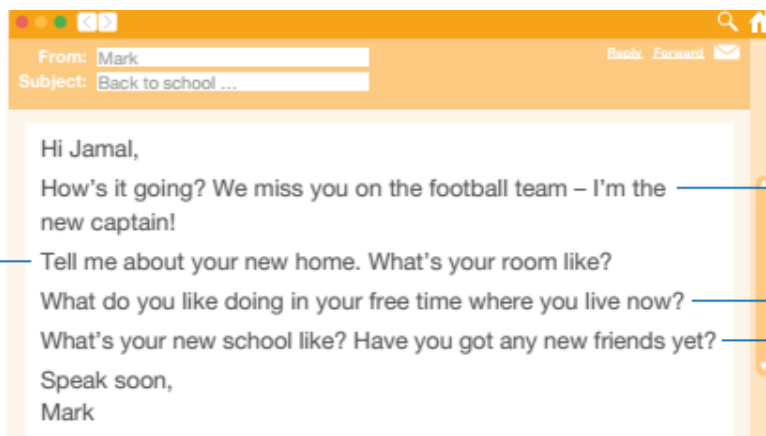 From: Mark
Reply Forward
Subject: Back to school ...
Hi Jamal,
How's it going? We miss you on the football team – I'm the
new captain!
Tell me about your new home. What's your room like?
What do you like doing in your free time where you live now?
What's your new school like? Have you got any new friends yet?
Speak soon,
Mark